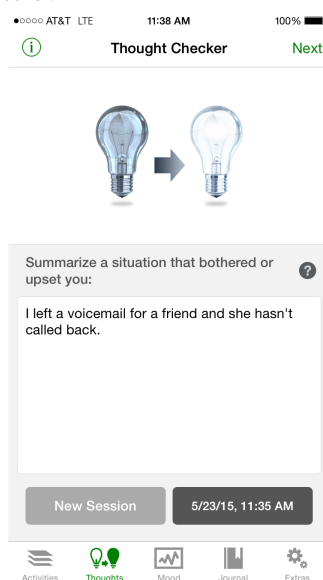 AT&T LTE 11:38 AM 100%
i Thought Checker Next
Summarize a situation that bothered or
upset you:
?
I left a voicemail for a friend and she hasn't
called back.
New Session 5/23/15, 11:35 AM
Activities Thoughts Mood Journal Extras